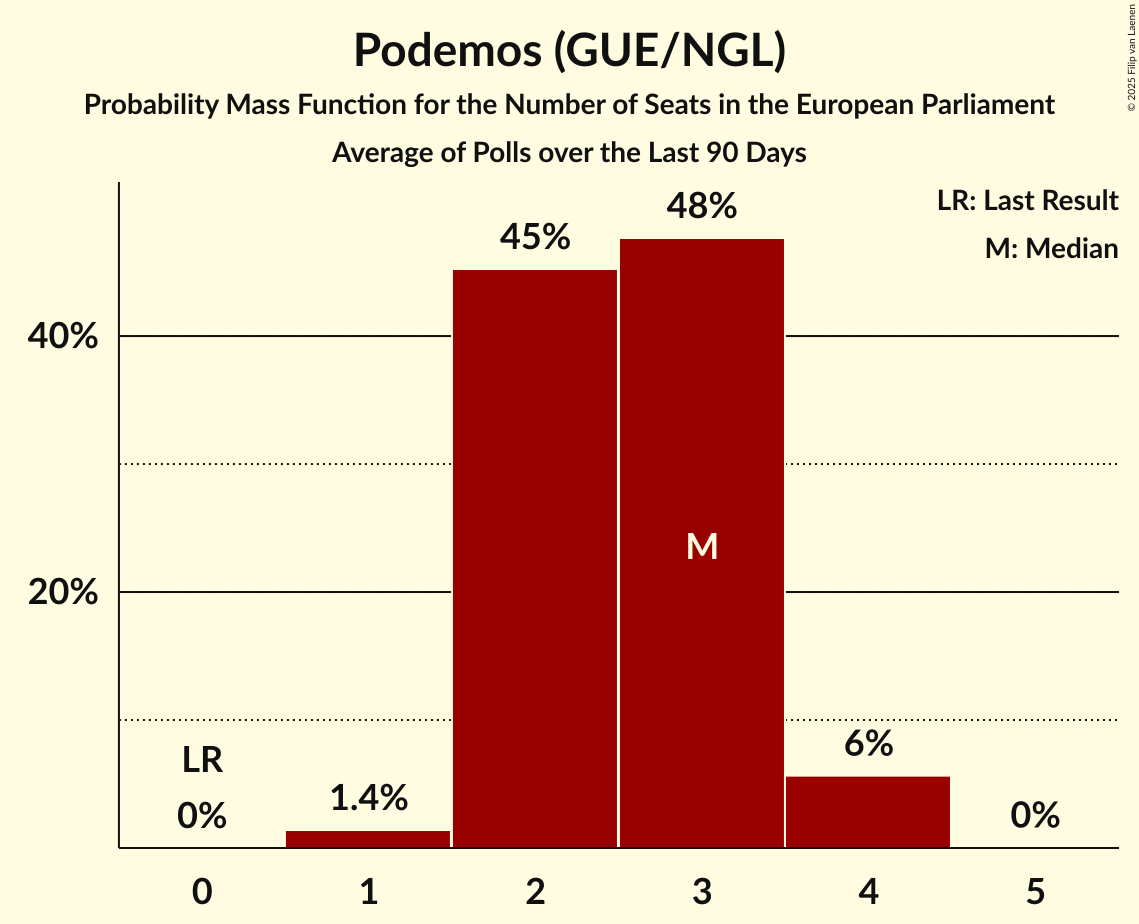 Podemos (GUE/NGL)
Probability Mass Function for the Number of Seats in the European Parliament
Average of Polls over the Last 90 Days
© 2025 Filip van Laenen
LR: Last Result
M: Median
48%
45%
40%
M
20%
6%
LR
1.4%
0%
0%
0 1 2 3 4 5